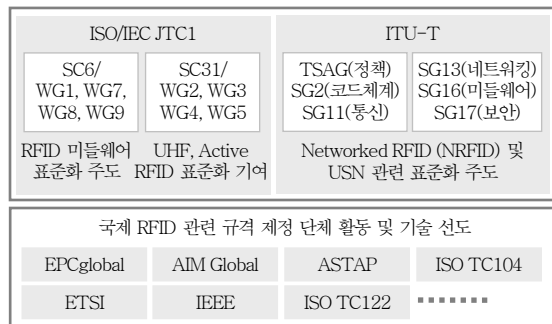 ISO/IEC JTC1
SC6/
WG1, WG7,
WG8, WG9
SC31/
WG2, WG3
WG4, WG5
RFID 미들웨어
표준화 주도
UHF, Active
RFID 표준화 기여
ITU-T
TSAG(정책)
SG2(코드체계)
SG11(통신)
SG13(네트워킹)
SG16(미들웨어)
SG17(보안)
Networked RFID (NRFID) 및
USN 관련 표준화 주도
국제 RFID 관련 규격 제정 단체 활동 및 기술 선도
EPCglobal
AIM Global
ASTAP
ISO TC104
ETSI
IEEE
ISO TC122